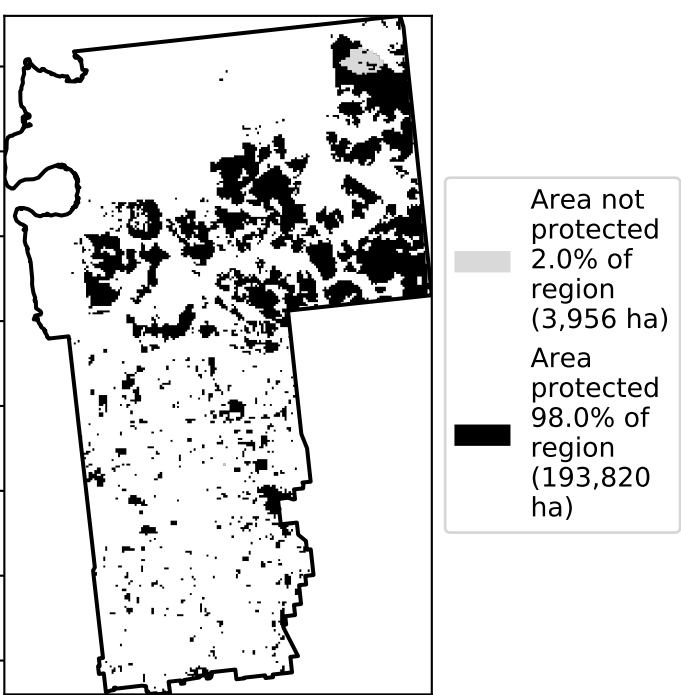 Area not
protected
2.0% of
region
(3,956 ha)
Area
protected
98.0% of
region
(193,820
ha)